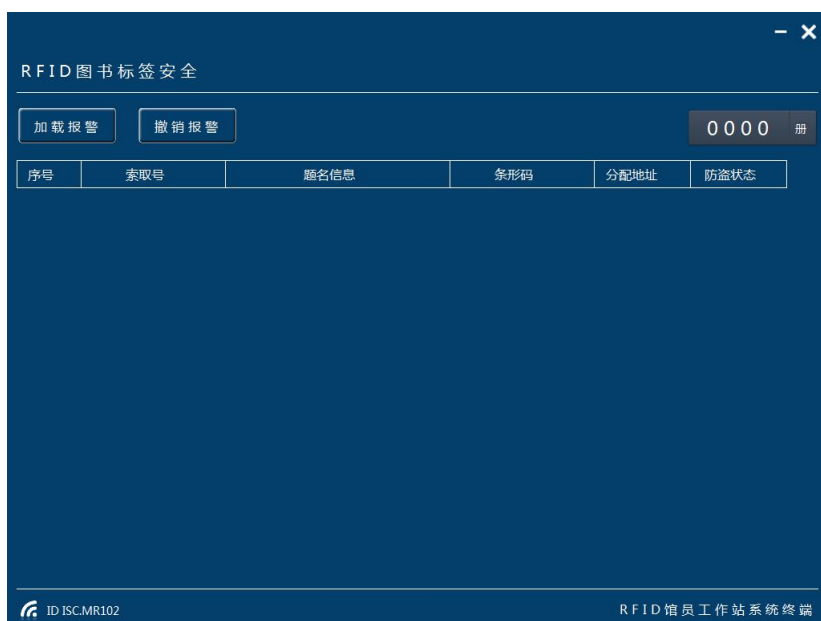 RFID图书标签安全
加载报警 撤销报警 0000 册
序号 索取号 题名信息 条形码 分配地址 防盗状态
ID ISC.MR102 RFID馆员工作站系统终端